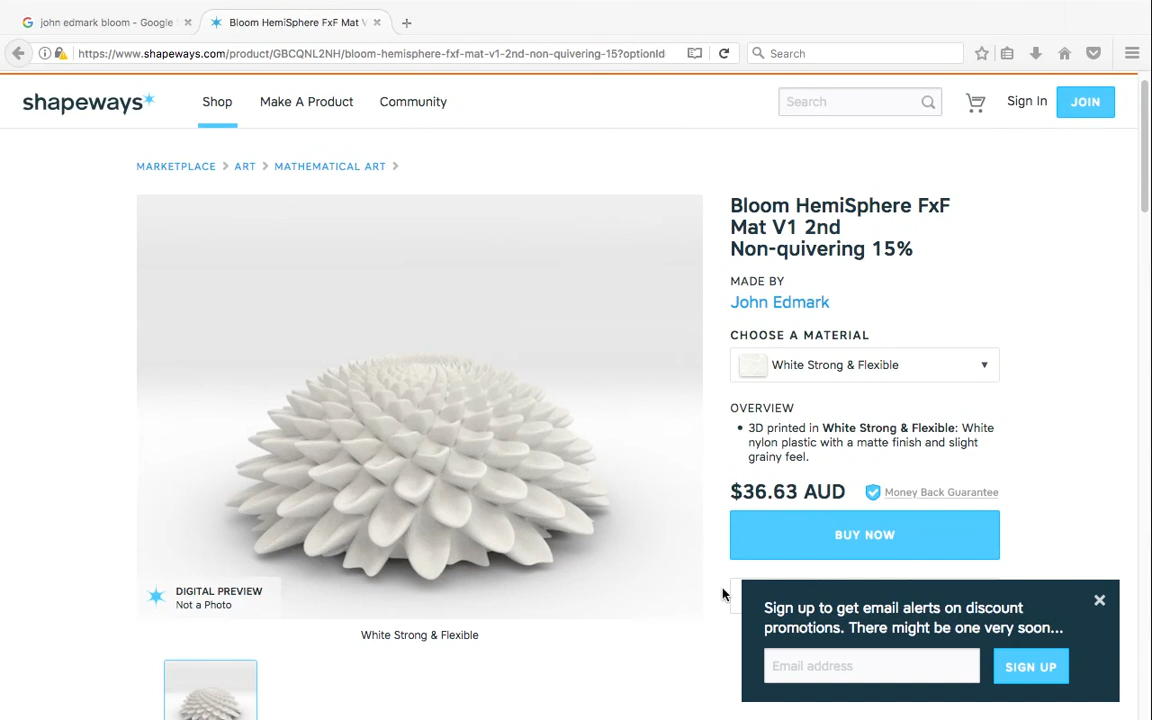 john edmark bloom - Google
Bloom HemiSphere FxF Mat V
https://www.shapeways.com/product/GBCQNL2NH/bloom-hemisphere-fxf-mat-v1-2nd-non-quivering-15?optionId
Search
shapeways
Shop
Make A Product
Community
Search
Sign In
JOIN
MARKETPLACE > ART > MATHEMATICAL ART >
Bloom HemiSphere FxF
Mat V1 2nd
Non-quivering 15%
MADE BY
John Edmark
CHOOSE A MATERIAL
White Strong & Flexible
OVERVIEW
• 3D printed in White Strong & Flexible: White
nylon plastic with a matte finish and slight
grainy feel.
$36.63 AUD
Money Back Guarantee
BUY NOW
DIGITAL PREVIEW
Not a Photo
White Strong & Flexible
Sign up to get email alerts on discount
promotions. There might be one very soon...
Email address
SIGN UP